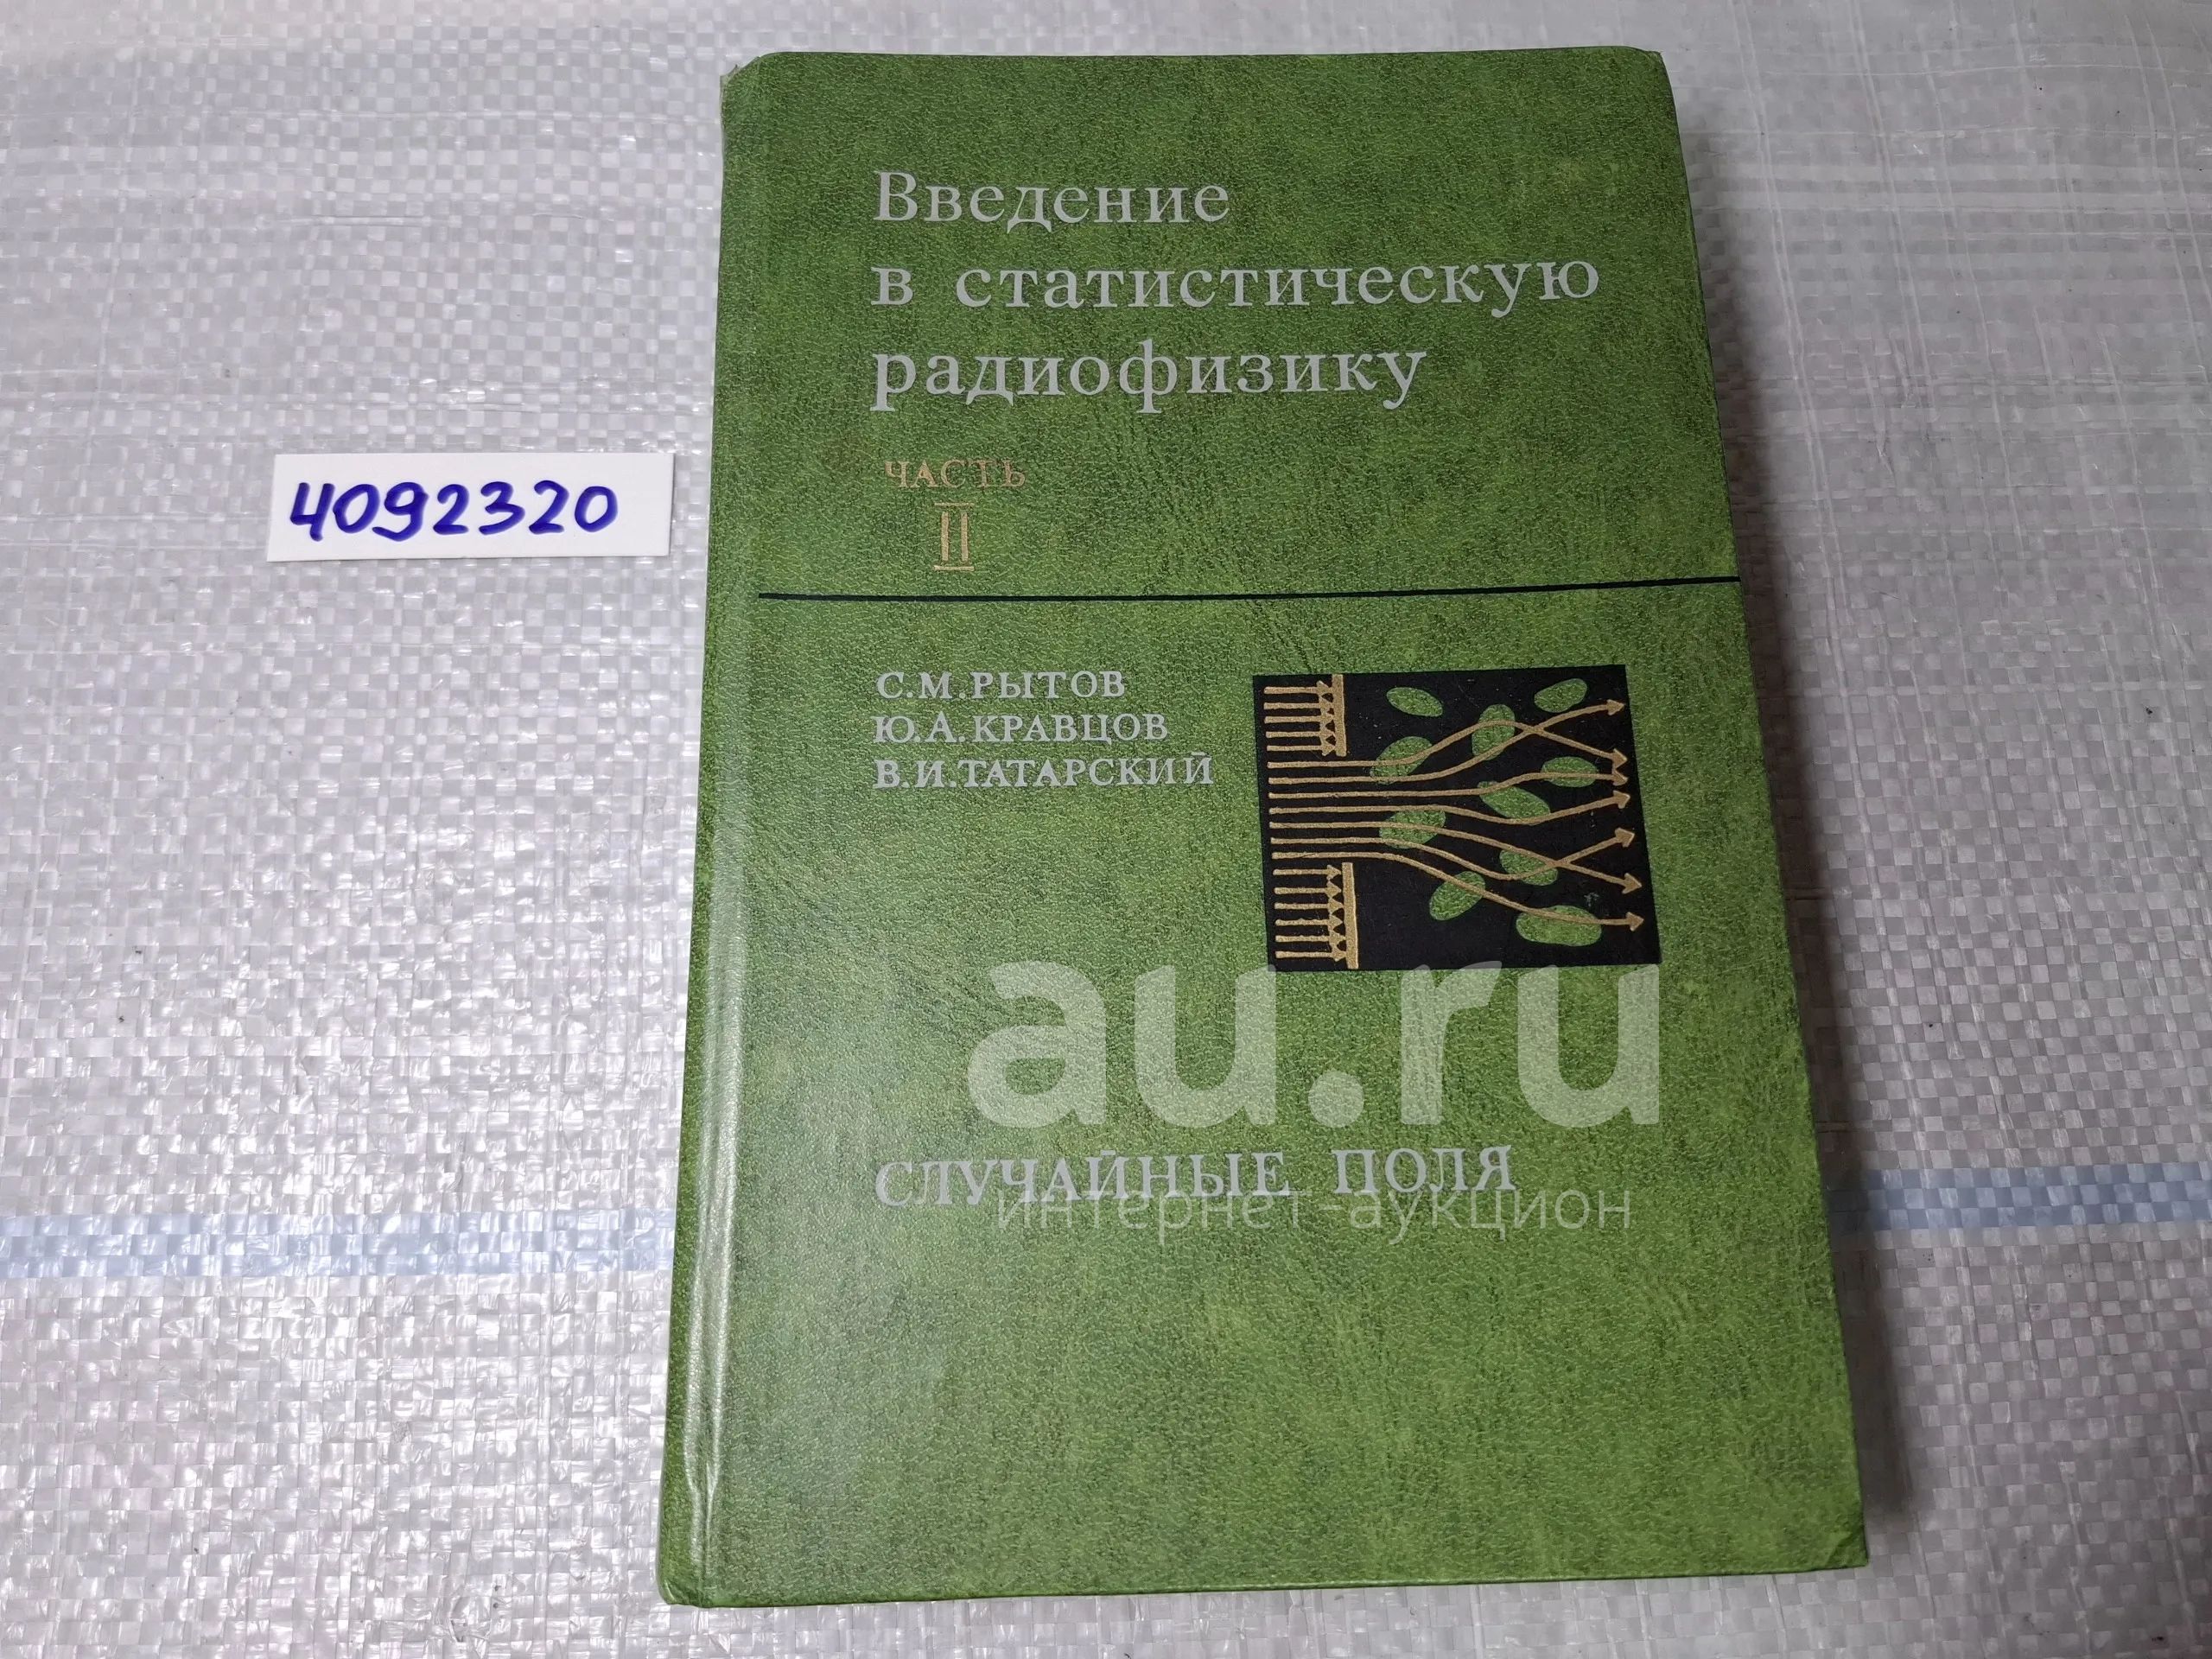 Введение
в статистическую
радиофизику
ЧАСТЬ
II
4092320
С.М.РЫТОВ
Ю.А.КРАВЦОВ
В.И.ТАТАРСКИЙ
au.ru
СЛУЧАЙНЫЕ ПОЛЯ
интернет-аукцион